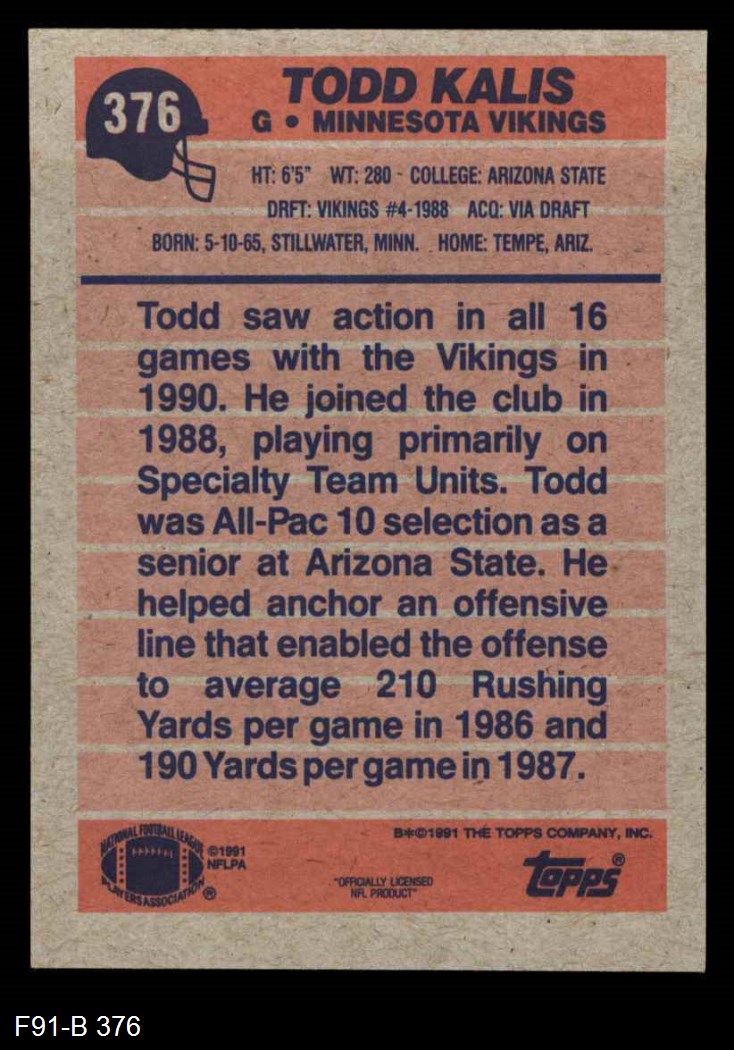 376
TODD KALIS
G • MINNESOTA VIKINGS
HT: 6'5" WT: 280 - COLLEGE: ARIZONA STATE
DRFT: VIKINGS #4-1988 ACQ: VIA DRAFT
BORN: 5-10-65, STILLWATER, MINN. HOME: TEMPE, ARIZ.
Todd saw action in all 16
games with the Vikings in
1990. He joined the club in
1988, playing primarily on
Specialty Team Units. Todd
was All-Pac 10 selection as a
senior at Arizona State. He
helped anchor an offensive
line that enabled the offense
to average 210 Rushing
Yards per game in 1986 and
190 Yards per game in 1987.
B*©1991 THE TOPPS COMPANY, INC.
NATIONAL FOOTBALL LEAGUE
PLAYERS ASSOCIATION ®
©1991
NFLPA
"OFFICIALLY LICENSED
NFL PRODUCT"
topps®
F91-B 376